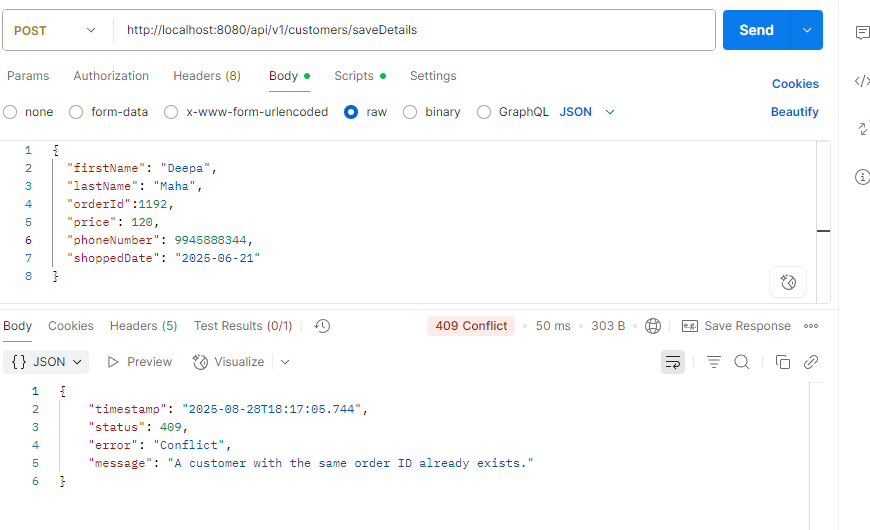 POST http://localhost:8080/api/v1/customers/saveDetails Send
Params Authorization Headers (8) Body Scripts Settings Cookies
none form-data x-www-form-urlencoded raw binary GraphQL JSON Beautify
1 {
2 "firstName": "Deepa",
3 "lastName": "Maha",
4 "orderId":1192,
5 "price": 120,
6 "phoneNumber": 9945888344,
7 "shoppedDate": "2025-06-21"
8 }
Body Cookies Headers (5) Test Results (0/1) 409 Conflict 50 ms 303 B e.g. Save Response
{} JSON Preview Visualize
1 {
2 "timestamp": "2025-08-28T18:17:05.744",
3 "status": 409,
4 "error": "Conflict",
5 "message": "A customer with the same order ID already exists."
6 }